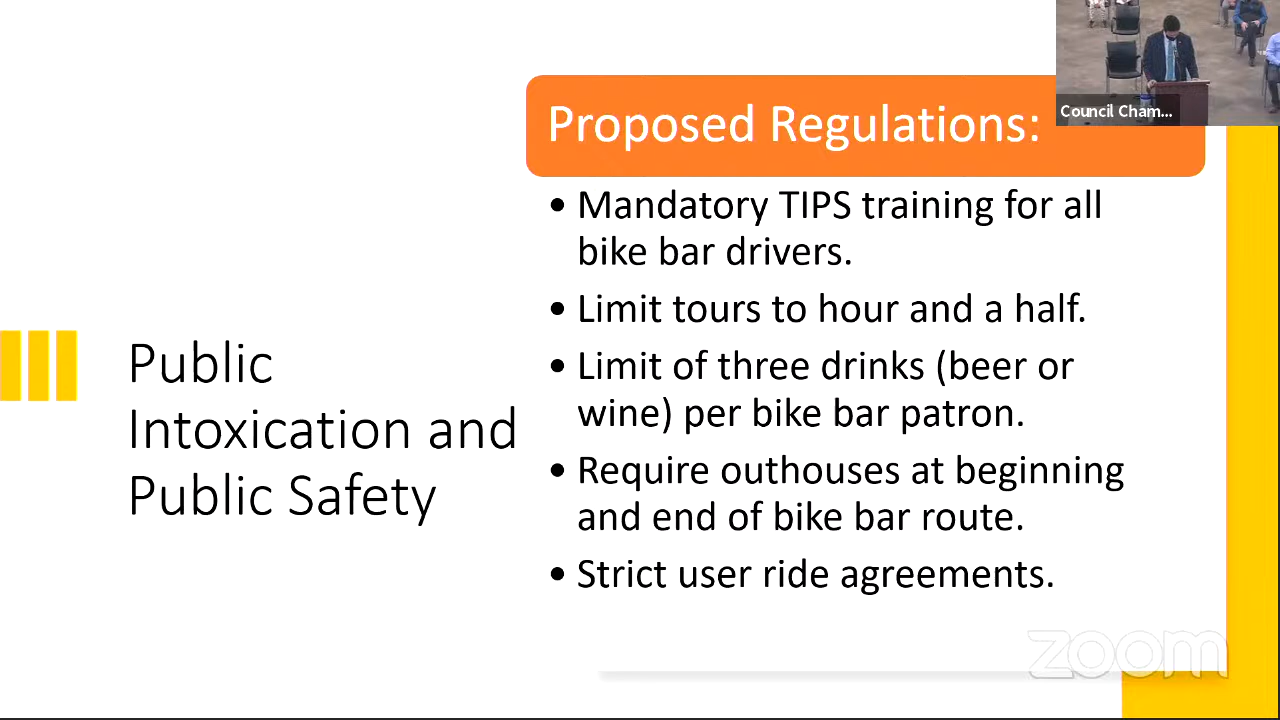 Proposed Regulations:
Council Cham...
• Mandatory TIPS training for all
bike bar drivers.
• Limit tours to hour and a half.
• Limit of three drinks (beer or
wine) per bike bar patron.
• Require outhouses at beginning
and end of bike bar route.
• Strict user ride agreements.
Public
Intoxication and
Public Safety
zoom